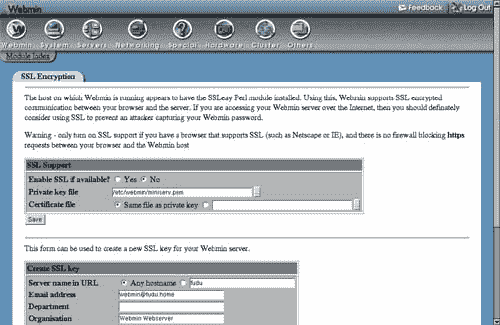 Webmin
Feedback
Log Out
Webmin System Servers Networking Special Hardware Cluster Others
Module Index
SSL Encryption
The host on which Webmin is running appears to have the SSLeay Perl module installed. Using this, Webmin supports SSL encrypted
communication between your browser and the server. If you are accessing your Webmin server over the Internet, then you should definately
consider using SSL to prevent an attacker capturing your Webmin password.
Warning - only turn on SSL support if you have a browser that supports SSL (such as Netscape or IE), and there is no firewall blocking https
requests between your browser and the Webmin host
SSL Support
Enable SSL if available? Yes No
Private key file /etc/webmin/miniserv.pem
Certificate file Same file as private key
Save
This form can be used to create a new SSL key for your Webmin server.
Create SSL key
Server name in URL Any hostname fudu
Email address webmin@fudu.home
Department
Organisation Webmin Webserver